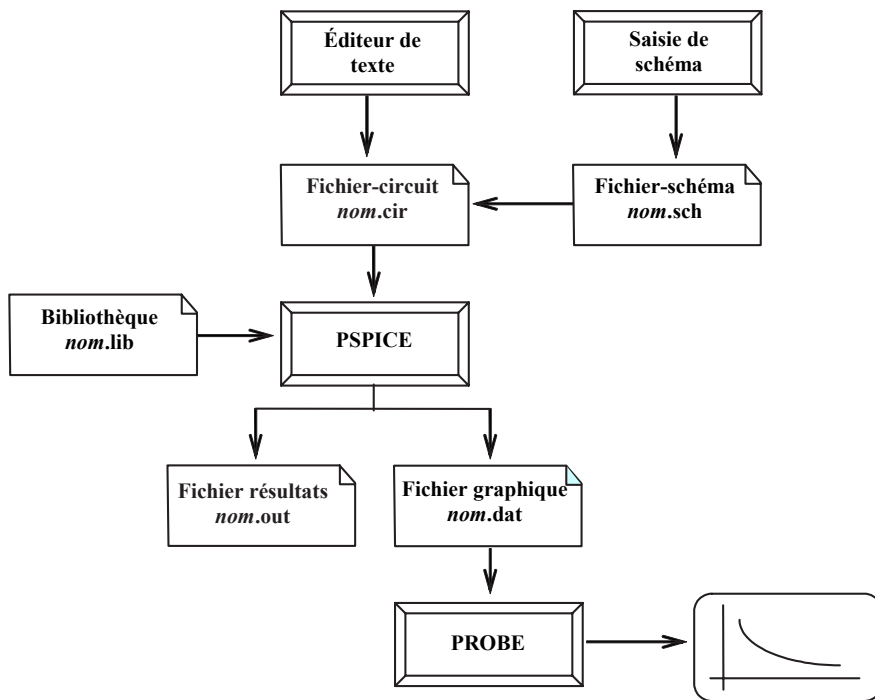 Éditeur de
texte
Saisie de
schéma
Fichier-circuit
nom.cir
Fichier-schéma
nom.sch
Bibliothèque
nom.lib
PSPICE
Fichier résultats
nom.out
Fichier graphique
nom.dat
PROBE